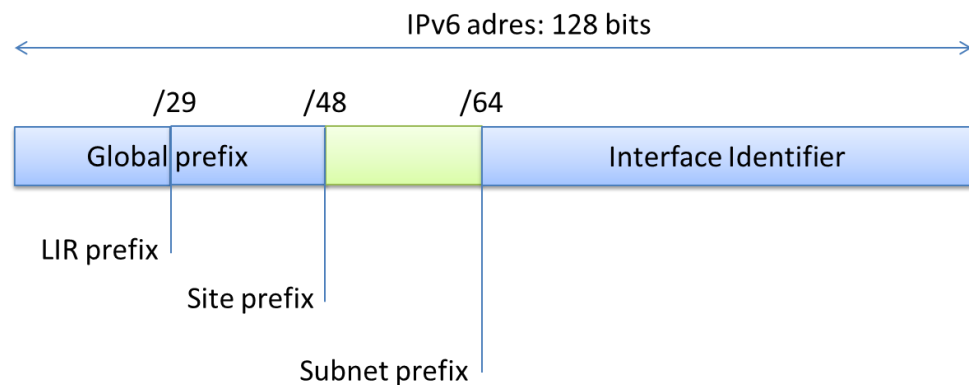 IPv6 adres: 128 bits
/29 /48 /64
Global prefix Interface Identifier
LIR prefix
Site prefix
Subnet prefix